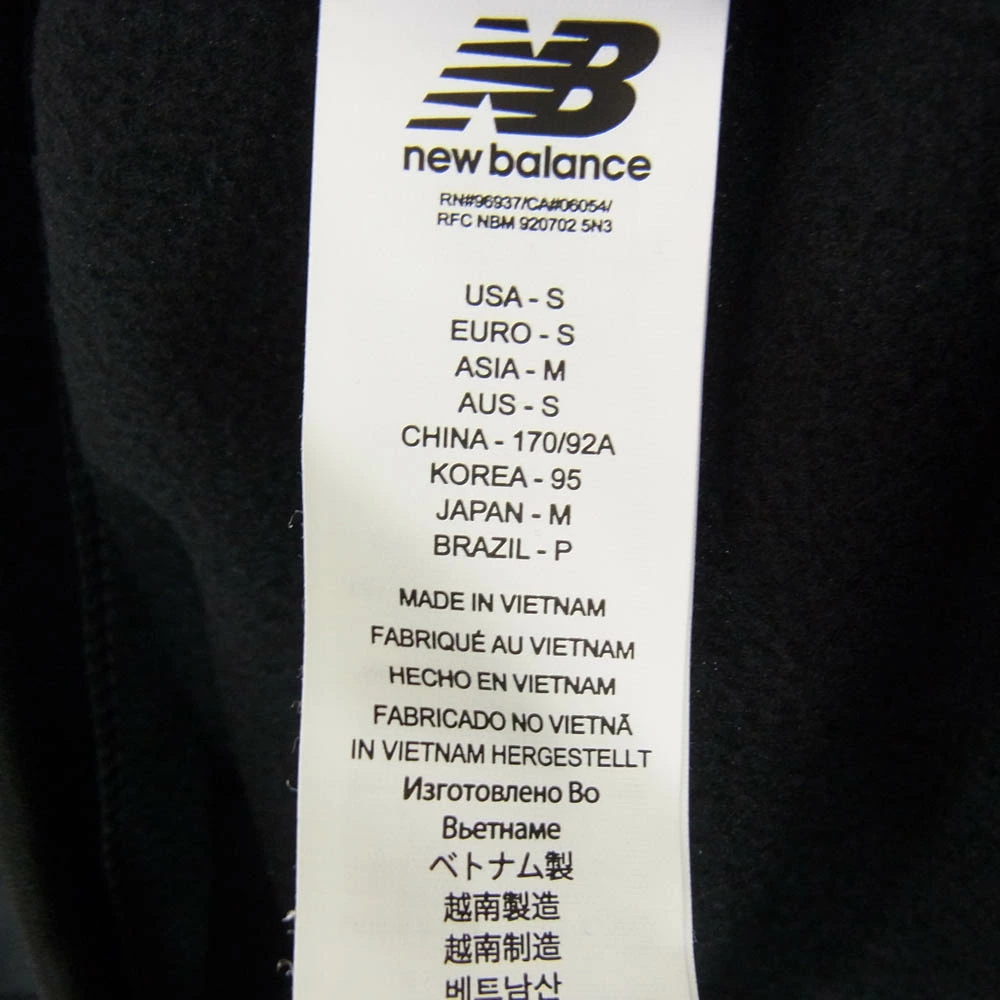 NB
new balance
RN#96937/CA#06054/
RFC NBM 920702 5N3
USA - S
EURO - S
ASIA - M
AUS - S
CHINA - 170/92A
KOREA - 95
JAPAN - M
BRAZIL - P
MADE IN VIETNAM
FABRIQUÉ AU VIETNAM
HECHO EN VIETNAM
FABRICADO NO VIETNÃ
IN VIETNAM HERGESTELLT
Изготовлено Во
Вьетнаме
ベトナム製
越南製造
越南制造
베트남산